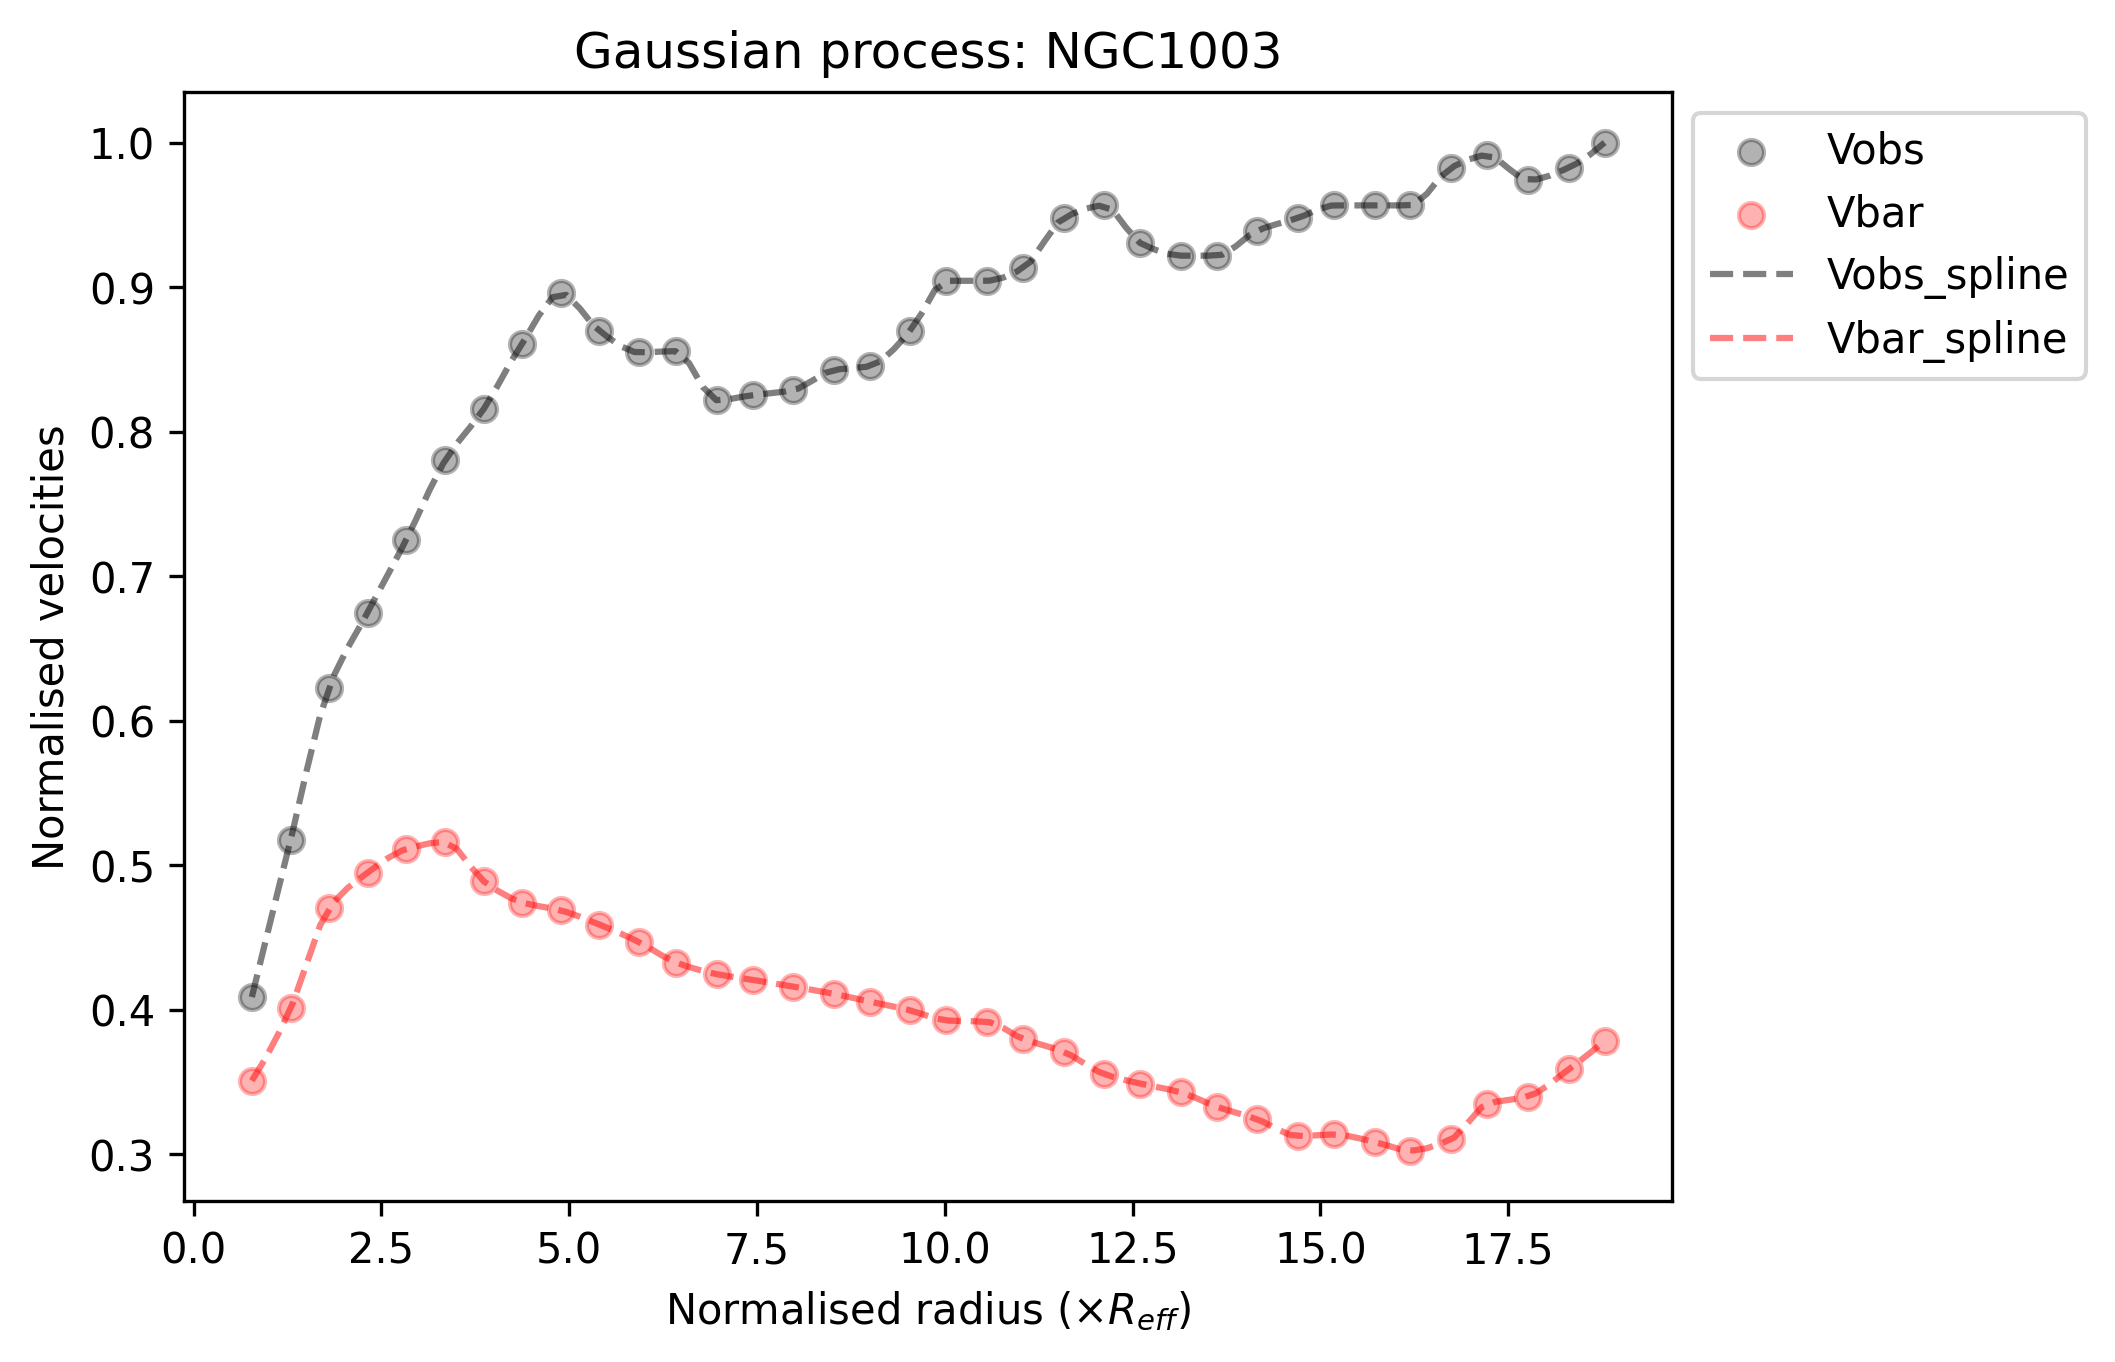 Gaussian process: NGC1003
Normalised velocities
1.0
0.9
0.8
0.7
0.6
0.5
0.4
0.3
0.0 2.5 5.0 7.5 10.0 12.5 15.0 17.5
Normalised radius (×R_eff)
Vobs
Vbar
Vobs_spline
Vbar_spline